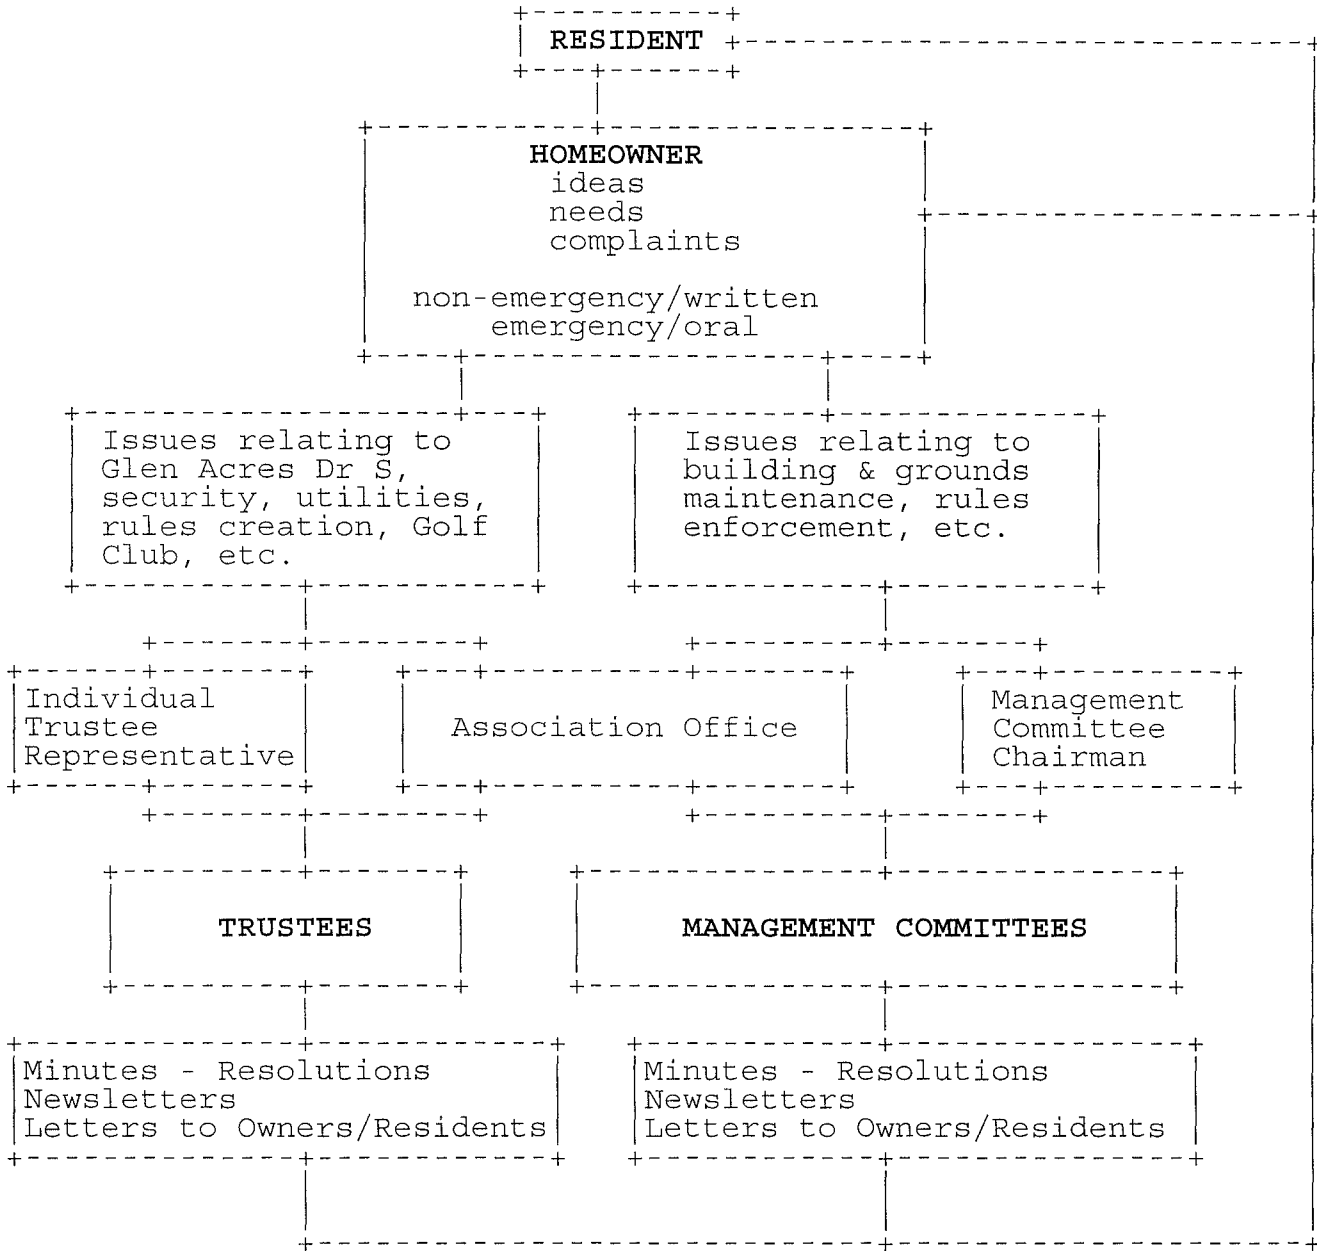 RESIDENT
HOMEOWNER
ideas
needs
complaints
non-emergency/written
emergency/oral
Issues relating to
Glen Acres Dr S,
security, utilities,
rules creation, Golf
Club, etc.
Issues relating to
building & grounds
maintenance, rules
enforcement, etc.
Individual
Trustee
Representative
Association Office
Management
Committee
Chairman
TRUSTEES
MANAGEMENT COMMITTEES
Minutes - Resolutions
Newsletters
Letters to Owners/Residents
Minutes - Resolutions
Newsletters
Letters to Owners/Residents